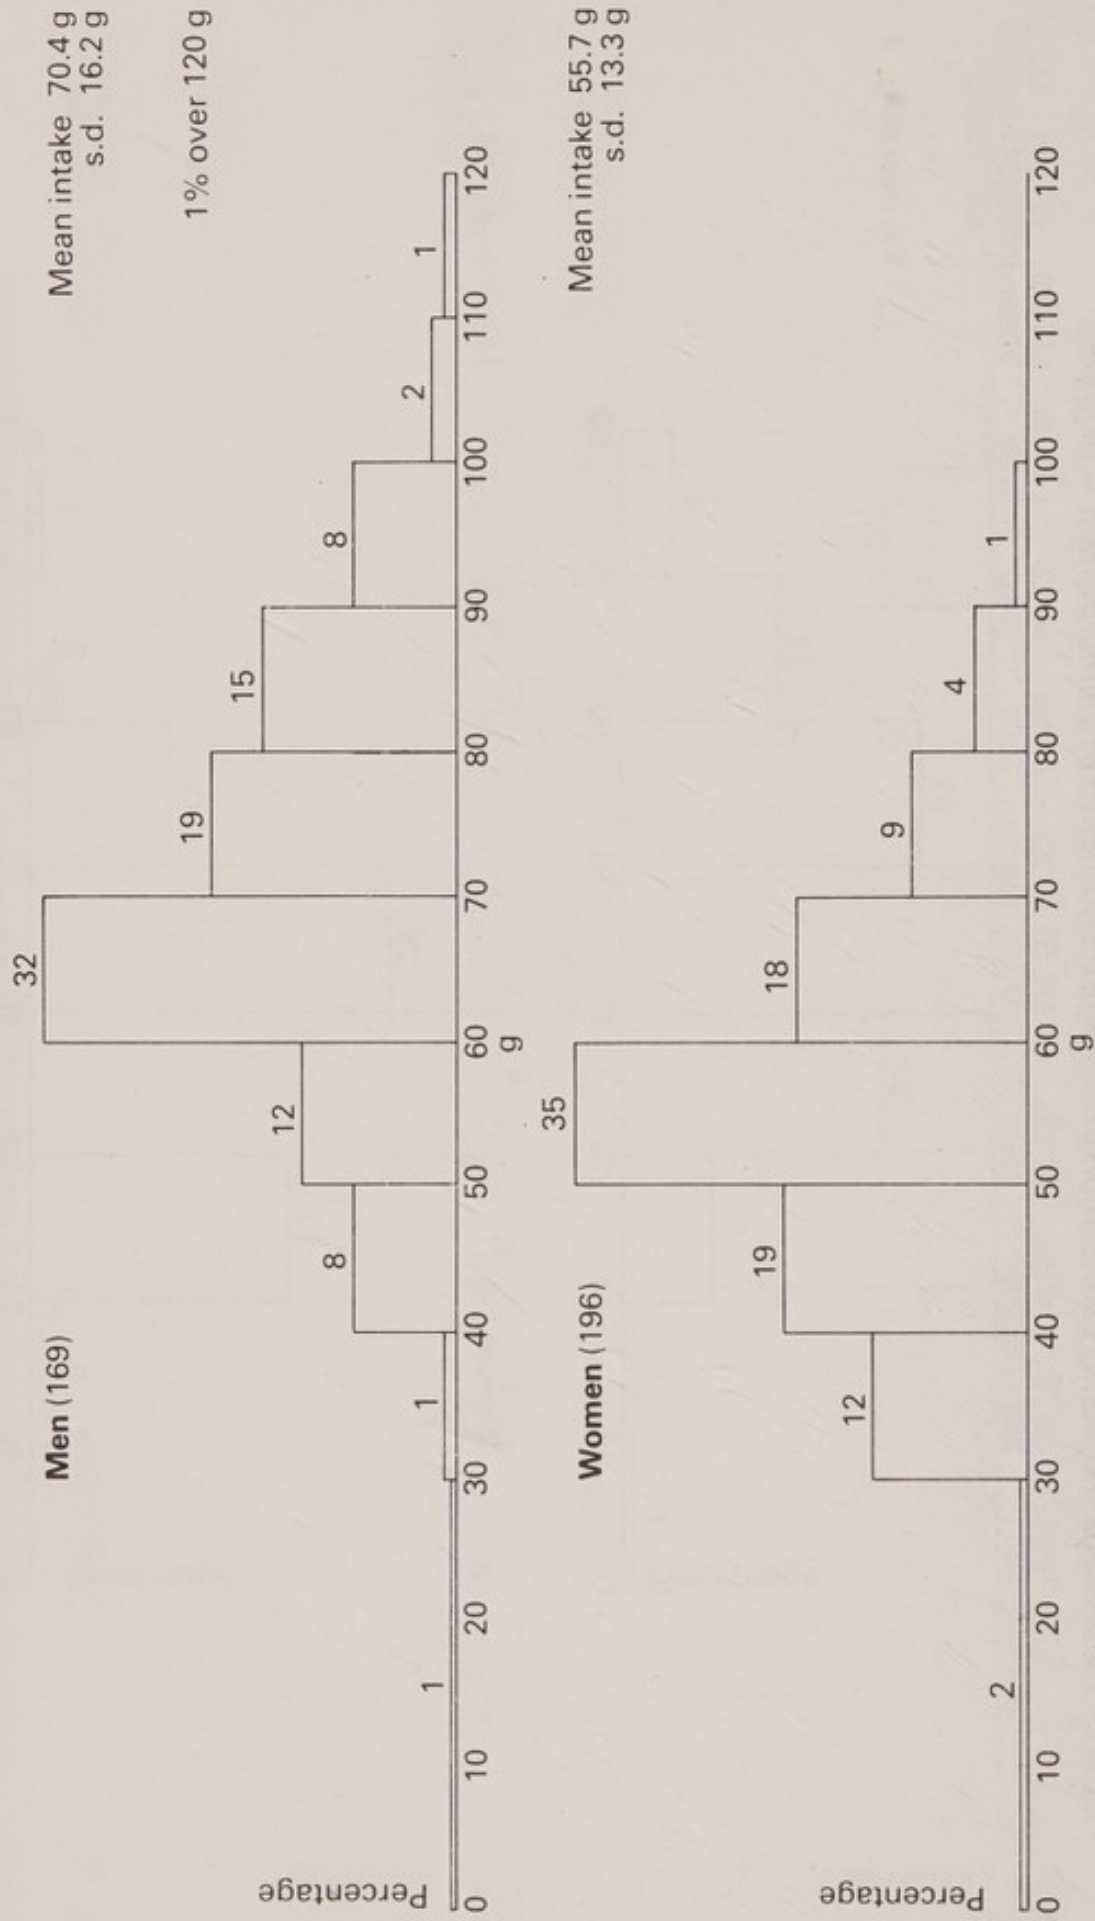 Men (169)
Mean intake 70.4 g
s.d. 16.2 g
1% over 120 g
Percentage
1
1
8
12
32
19
15
8
2
1
0 10 20 30 40 50 60 70 80 90 100 110 120
g
Women (196)
Mean intake 55.7 g
s.d. 13.3 g
Percentage
2
12
19
35
18
9
4
1
0 10 20 30 40 50 60 70 80 90 100 110 120
g